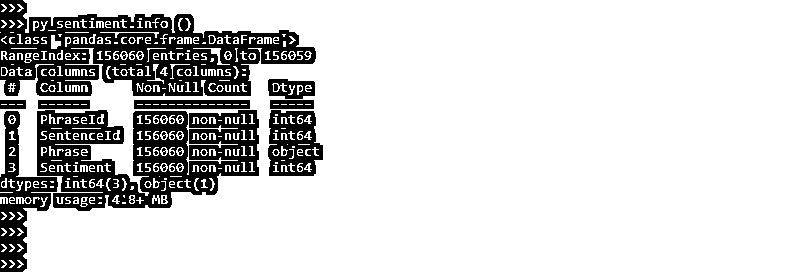 >>>
>>> py_sentiment.info ()
<class 'pandas.core.frame.DataFrame'>
RangeIndex: 156060 entries, 0 to 156059
Data columns (total 4 columns):
# Column Non-Null Count Dtype
--- ------ -------------- -----
0 PhraseId 156060 non-null int64
1 SentenceId 156060 non-null int64
2 Phrase 156060 non-null object
3 Sentiment 156060 non-null int64
dtypes: int64(3), object(1)
memory usage: 4.8+ MB
>>>
>>>
>>>
>>>